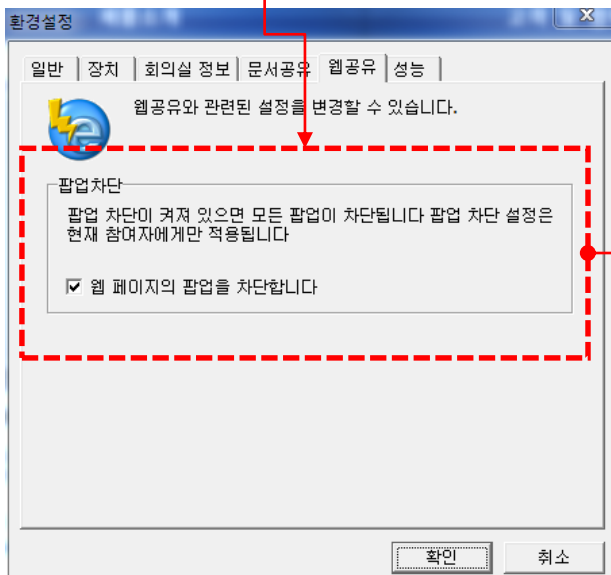 환경설정
일반 장치 회의실 정보 문서공유 웹공유 성능
웹공유와 관련된 설정을 변경할 수 있습니다.
팝업차단
팝업 차단이 켜져 있으면 모든 팝업이 차단됩니다 팝업 차단 설정은
현재 참여자에게만 적용됩니다
웹 페이지의 팝업을 차단합니다
확인 취소